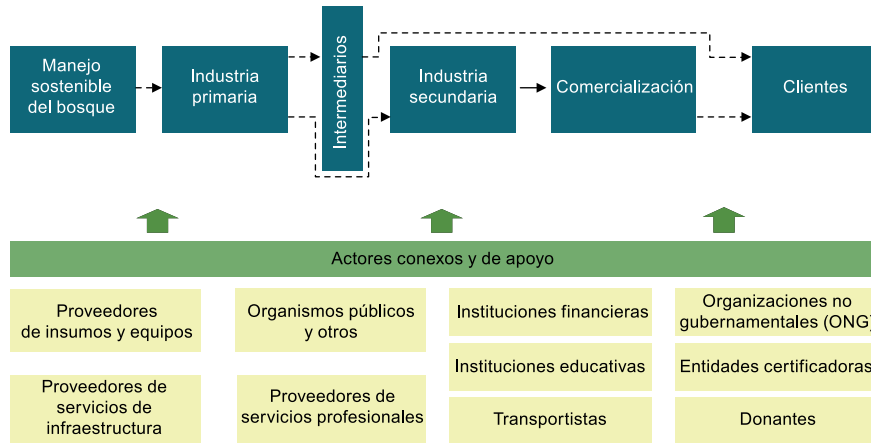 Manejo
sostenible
del bosque
Industria
primaria
Intermediarios
Industria
secundaria
Comercialización
Clientes
Actores conexos y de apoyo
Proveedores
de insumos y equipos
Organismos públicos
y otros
Instituciones financieras
Organizaciones no
gubernamentales (ONG)
Instituciones educativas
Entidades certificadoras
Proveedores de
servicios de
infraestructura
Proveedores de
servicios profesionales
Transportistas
Donantes